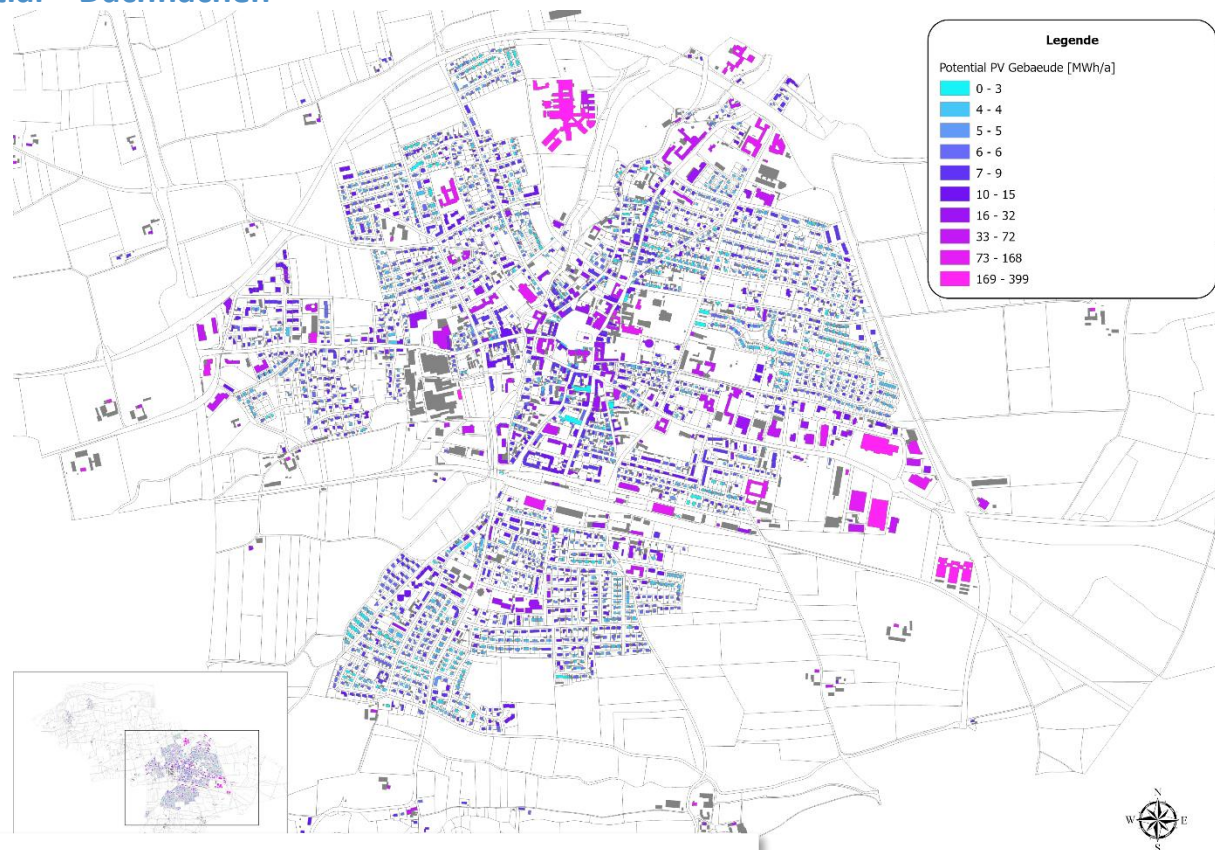 Dachflächen
Legende
Potential PV Gebaeude [MWh/a]
0 - 3
4 - 4
5 - 5
6 - 6
7 - 9
10 - 15
16 - 32
33 - 72
73 - 168
169 - 399
N
W E
S